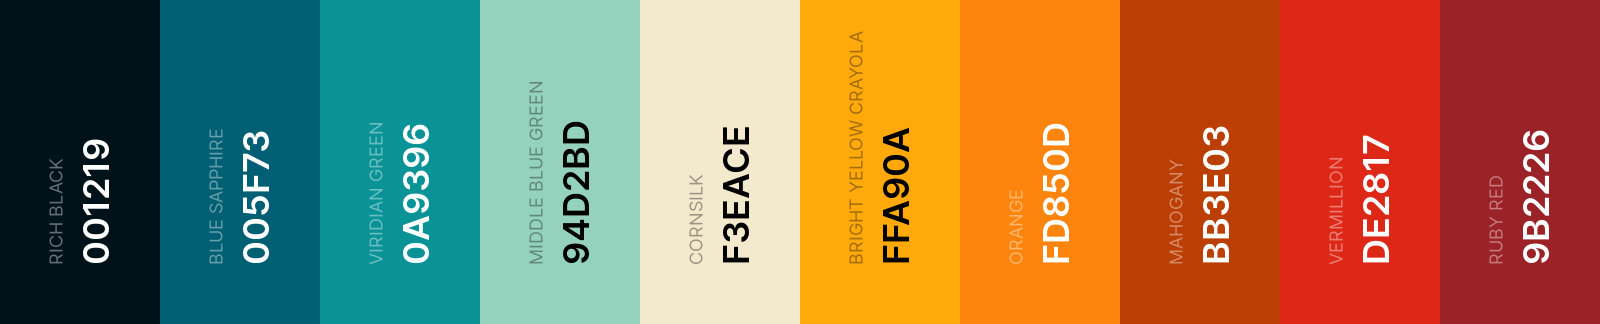 RICH BLACK
001219
BLUE SAPPHIRE
005F73
VIRIDIAN GREEN
0A9396
MIDDLE BLUE GREEN
94D2BD
CORNSILK
F3EACE
BRIGHT YELLOW CRAYOLA
FFA90A
ORANGE
FD850D
MAHOGANY
BB3E03
VERMILLION
DE2817
RUBY RED
9B2226